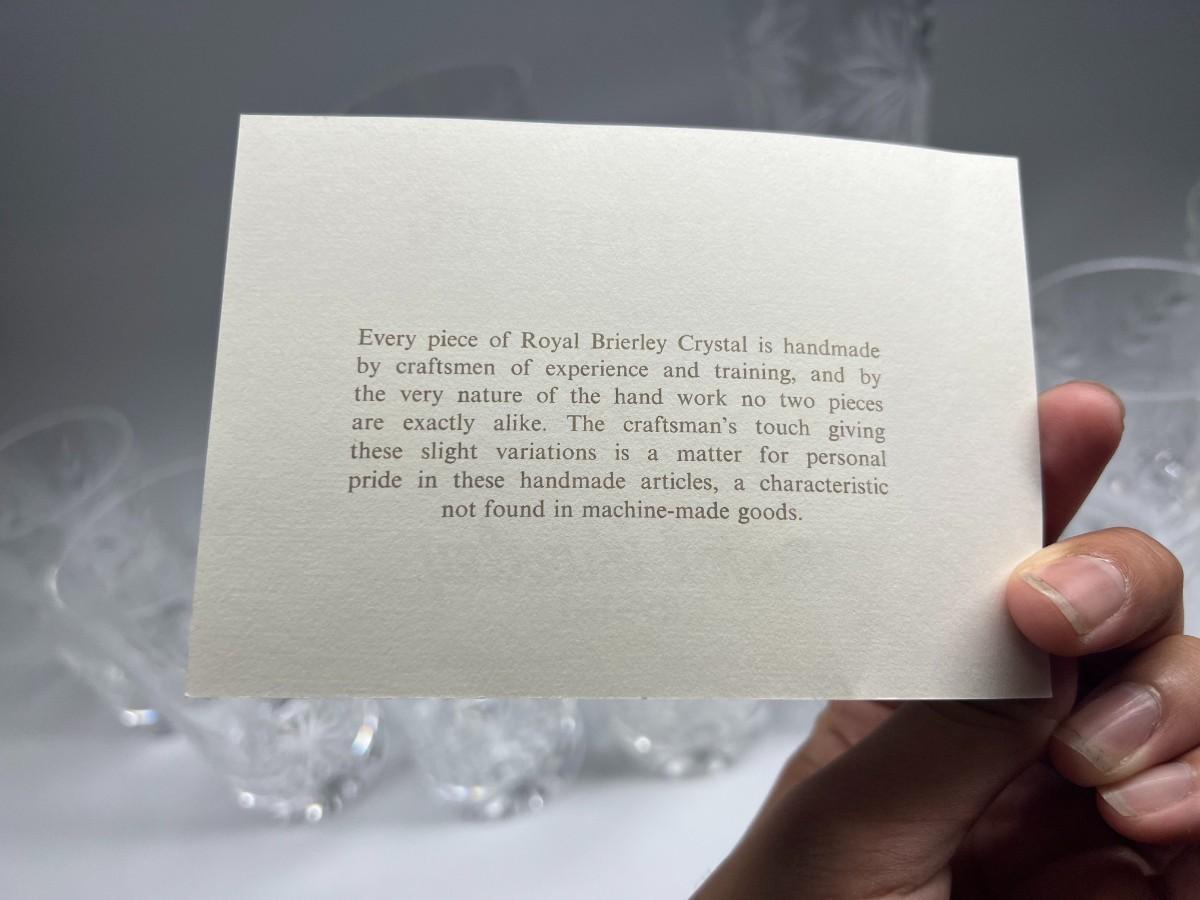 Every piece of Royal Brierley Crystal is handmade
by craftsmen of experience and training, and by
the very nature of the hand work no two pieces
are exactly alike. The craftsman's touch giving
these slight variations is a matter for personal
pride in these handmade articles, a characteristic
not found in machine-made goods.